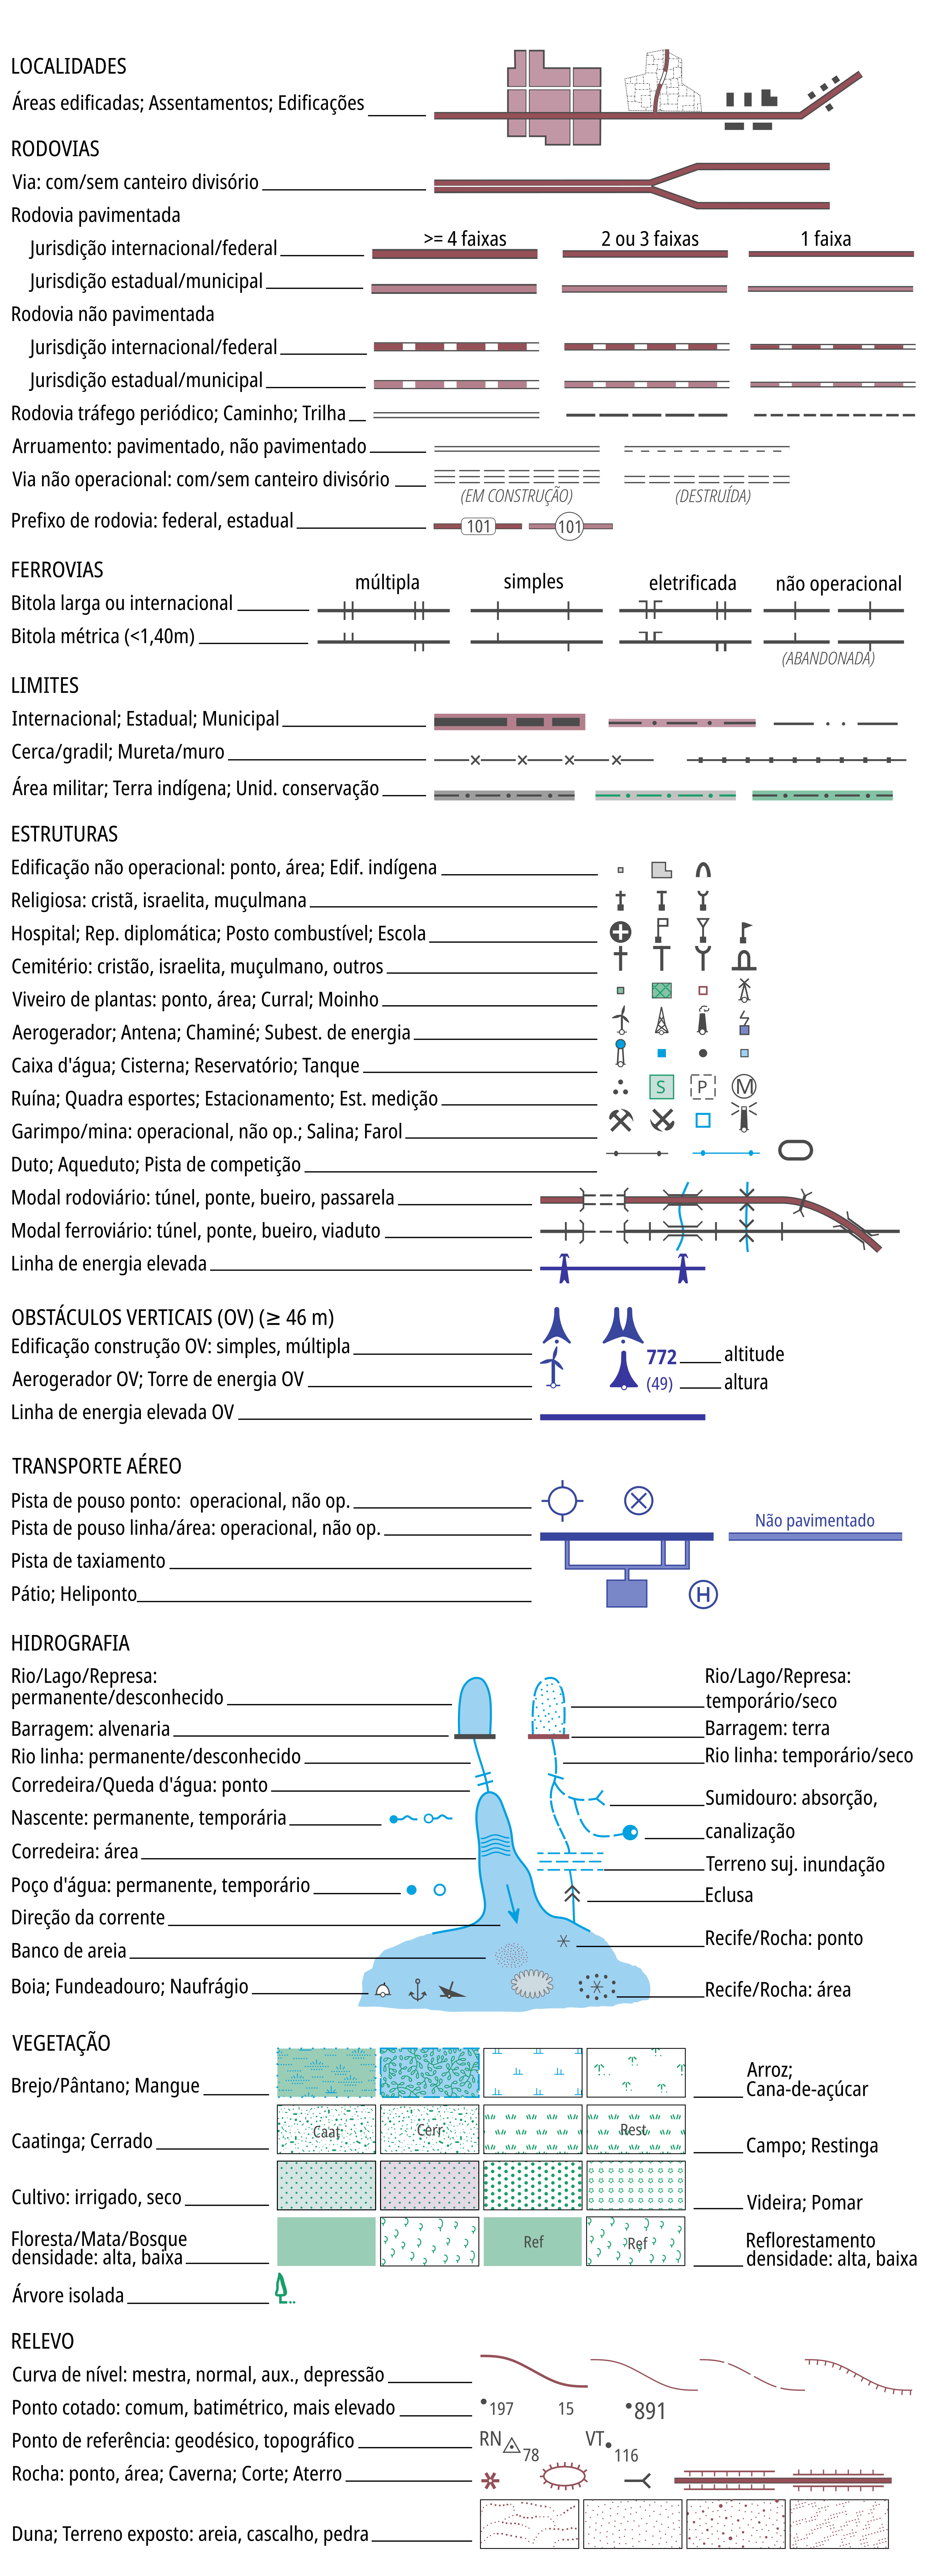 LOCALIDADES
Áreas edificadas; Assentamentos; Edificações
RODOVIAS
Via: com/sem canteiro divisório
Rodovia pavimentada
>= 4 faixas 2 ou 3 faixas 1 faixa
Jurisdição internacional/federal
Jurisdição estadual/municipal
Rodovia não pavimentada
Jurisdição internacional/federal
Jurisdição estadual/municipal
Rodovia tráfego periódico; Caminho; Trilha
Arruamento: pavimentado, não pavimentado
Via não operacional: com/sem canteiro divisório
(EM CONSTRUÇÃO) (DESTRUÍDA)
Prefixo de rodovia: federal, estadual 101 101
FERROVIAS
múltipla simples eletrificada não operacional
Bitola larga ou internacional
Bitola métrica (<1,40m)
(ABANDONADA)
LIMITES
Internacional; Estadual; Municipal
Cerca/gradil; Mureta/muro
Área militar; Terra indígena; Unid. conservação
ESTRUTURAS
Edificação não operacional: ponto, área; Edif. indígena
Religiosa: cristã, israelita, muçulmana
Hospital; Rep. diplomática; Posto combustível; Escola
Cemitério: cristão, israelita, muçulmano, outros
Viveiro de plantas: ponto, área; Curral; Moinho
Aerogerador; Antena; Chaminé; Subest. de energia
Caixa d'água; Cisterna; Reservatório; Tanque
Ruína; Quadra esportes; Estacionamento; Est. medição S P M
Garimpo/mina: operacional, não op.; Salina; Farol
Duto; Aqueduto; Pista de competição
Modal rodoviário: túnel, ponte, bueiro, passarela
Modal ferroviário: túnel, ponte, bueiro, viaduto
Linha de energia elevada
OBSTÁCULOS VERTICAIS (OV) (≥ 46 m)
Edificação construção OV: simples, múltipla
772 altitude
Aerogerador OV; Torre de energia OV
(49) altura
Linha de energia elevada OV
TRANSPORTE AÉREO
Pista de pouso ponto: operacional, não op.
Pista de pouso linha/área: operacional, não op.
Não pavimentado
Pista de taxiamento
Pátio; Heliponto H
HIDROGRAFIA
Rio/Lago/Represa:
permanente/desconhecido
Rio/Lago/Represa:
temporário/seco
Barragem: alvenaria
Barragem: terra
Rio linha: permanente/desconhecido
Rio linha: temporário/seco
Corredeira/Queda d'água: ponto
Sumidouro: absorção,
canalização
Nascente: permanente, temporária
Corredeira: área
Terreno suj. inundação
Poço d'água: permanente, temporário
Eclusa
Direção da corrente
Recife/Rocha: ponto
Banco de areia
Boia; Fundeadouro; Naufrágio
Recife/Rocha: área
VEGETAÇÃO
Brejo/Pântano; Mangue
Arroz;
Cana-de-açúcar
Caatinga; Cerrado
Caat Cerr Rest
Campo; Restinga
Cultivo: irrigado, seco
Videira; Pomar
Floresta/Mata/Bosque
densidade: alta, baixa
Ref Ref
Reflorestamento
densidade: alta, baixa
Árvore isolada
RELEVO
Curva de nível: mestra, normal, aux., depressão
Ponto cotado: comum, batimétrico, mais elevado
197 15 891
Ponto de referência: geodésico, topográfico
RN 78 VT 116
Rocha: ponto, área; Caverna; Corte; Aterro
Duna; Terreno exposto: areia, cascalho, pedra